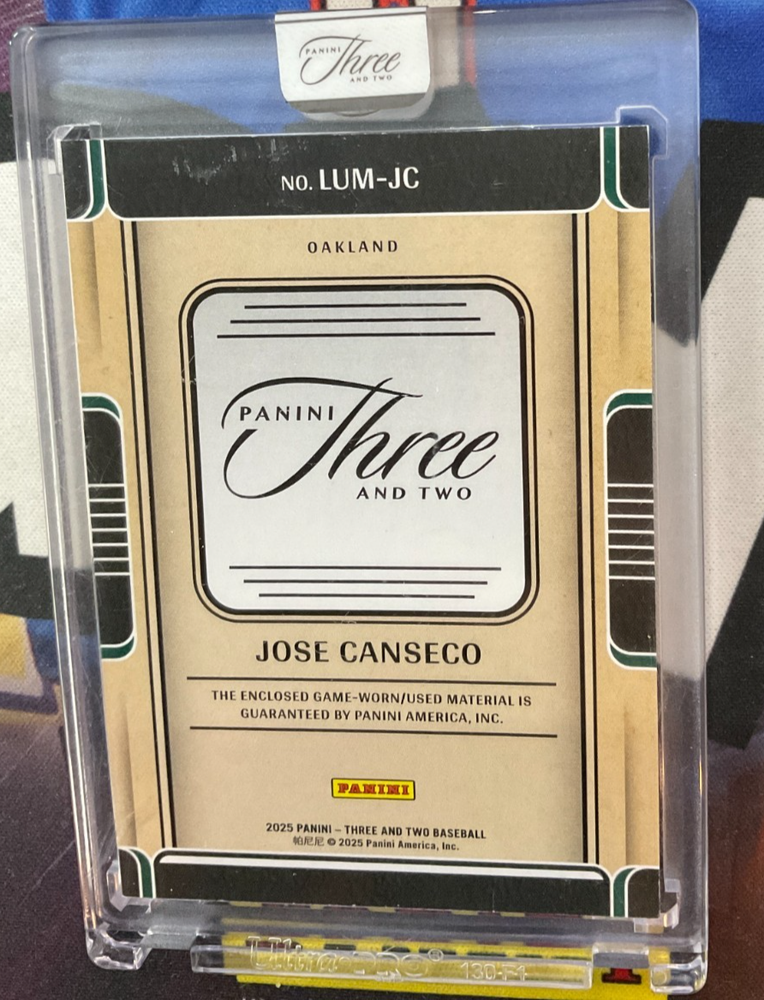 PANINI
Three
AND TWO
NO. LUM-JC
OAKLAND
PANINI
Three
AND TWO
JOSE CANSECO
THE ENCLOSED GAME-WORN/USED MATERIAL IS
GUARANTEED BY PANINI AMERICA, INC.
PANINI
2025 PANINI – THREE AND TWO BASEBALL
帕尼尼 © 2025 Panini America, Inc.
Ultra·PRO® 130-F1